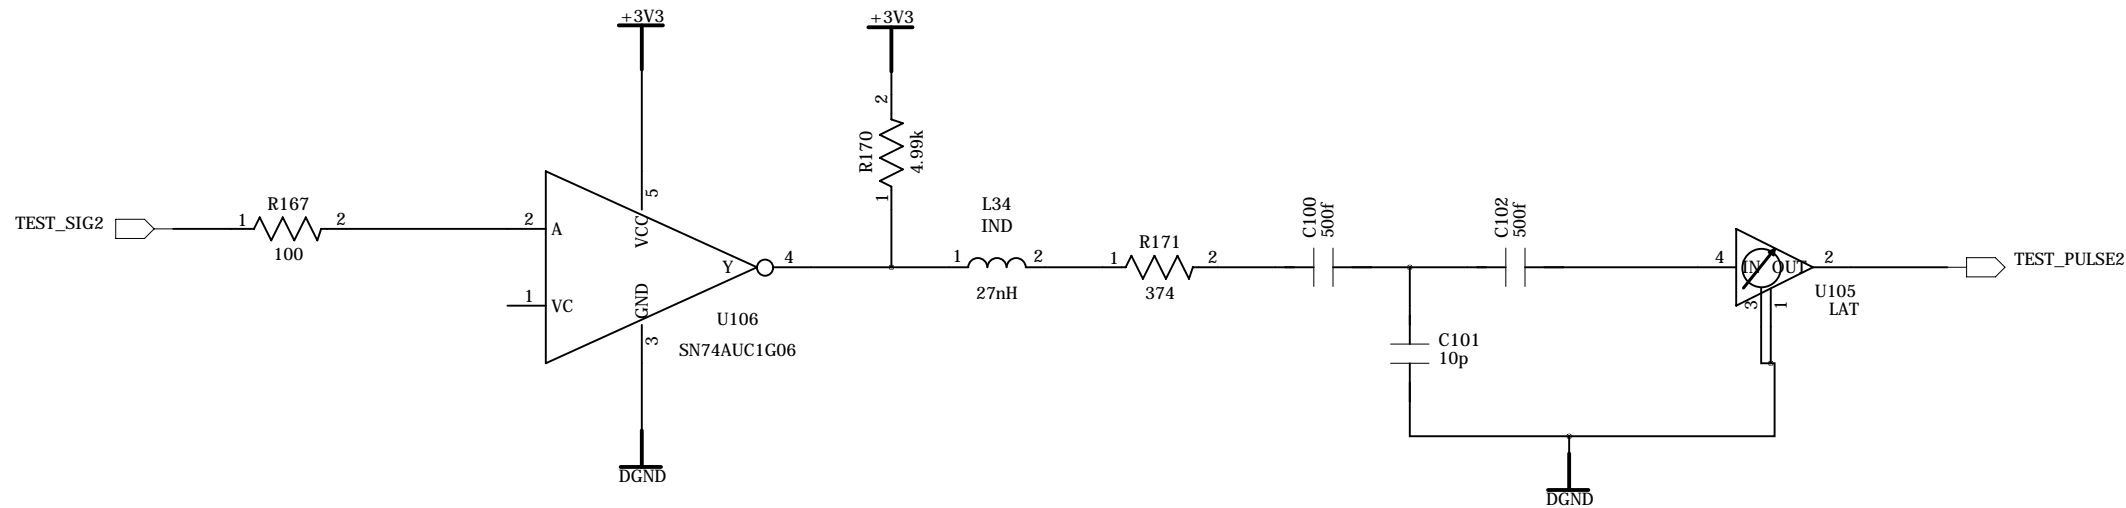 +3V3
+3V3
2
R170
4.99k
1
5
VCC
TEST_SIG2
1
R167
2
100
2
A
Y
4
1
VC
GND
3
U106
SN74AUC1G06
DGND
L34
IND
1
2
27nH
R171
1
2
374
C100
500f
C102
500f
C101
10p
4
IN
OUT
2
3
1
U105
LAT
TEST_PULSE2
DGND